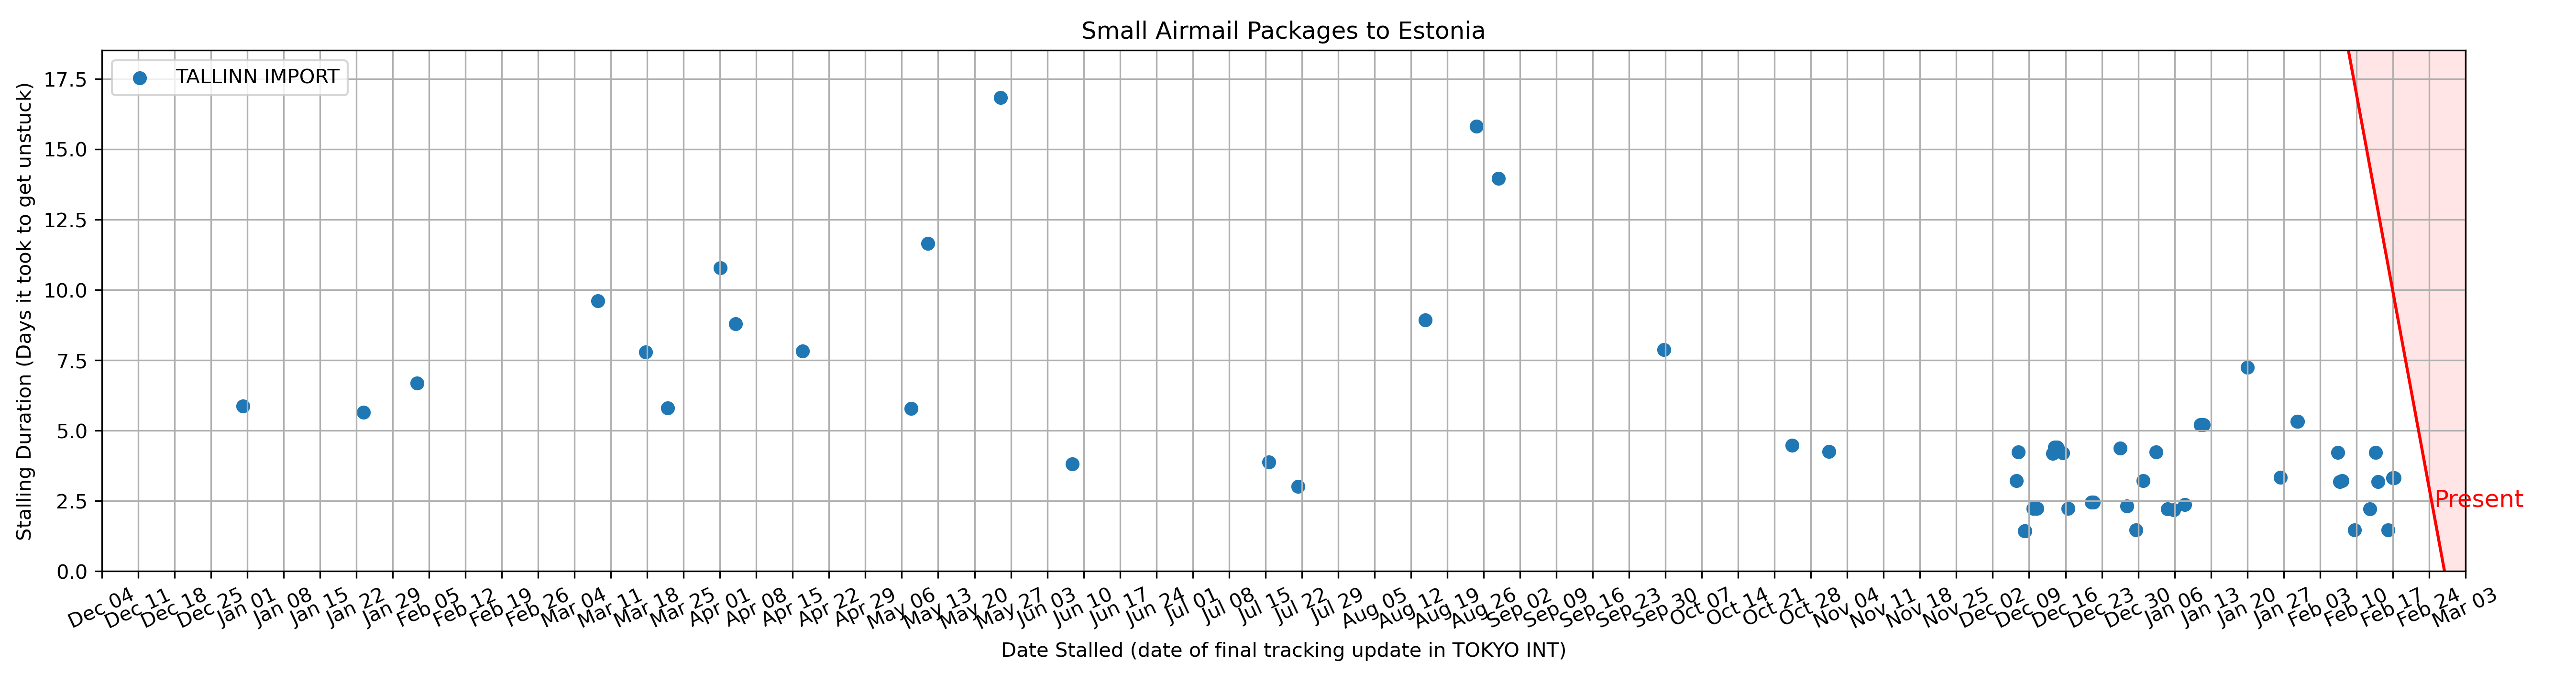 Small Airmail Packages to Estonia
TALLINN IMPORT
Stalling Duration (Days it took to get unstuck)
17.5
15.0
12.5
10.0
7.5
5.0
2.5
0.0
Present
Dec 04 Dec 11 Dec 18 Dec 25 Jan 01 Jan 08 Jan 15 Jan 22 Jan 29 Feb 05 Feb 12 Feb 19 Feb 26 Mar 04 Mar 11 Mar 18 Mar 25 Apr 01 Apr 08 Apr 15 Apr 22 Apr 29 May 06 May 13 May 20 May 27 Jun 03 Jun 10 Jun 17 Jun 24 Jul 01 Jul 08 Jul 15 Jul 22 Jul 29 Aug 05 Aug 12 Aug 19 Aug 26 Sep 02 Sep 09 Sep 16 Sep 23 Sep 30 Oct 07 Oct 14 Oct 21 Oct 28 Nov 04 Nov 11 Nov 18 Nov 25 Dec 02 Dec 09 Dec 16 Dec 23 Dec 30 Jan 06 Jan 13 Jan 20 Jan 27 Feb 03 Feb 10 Feb 17 Feb 24 Mar 03
Date Stalled (date of final tracking update in TOKYO INT)